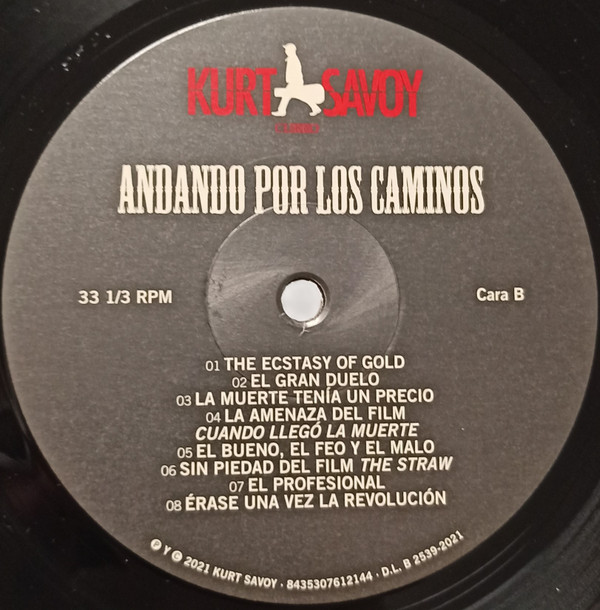 KURT SAVOY
ANDANDO POR LOS CAMINOS
33 1/3 RPM
Cara B
01 THE ECSTASY OF GOLD
02 EL GRAN DUELO
03 LA MUERTE TENÍA UN PRECIO
04 LA AMENAZA DEL FILM
CUANDO LLEGÓ LA MUERTE
05 EL BUENO, EL FEO Y EL MALO
06 SIN PIEDAD DEL FILM THE STRAW
07 EL PROFESIONAL
08 ÉRASE UNA VEZ LA REVOLUCIÓN
Ⓟ Y © 2021 KURT SAVOY · 8435307612144 · D.L. B 2539-2021